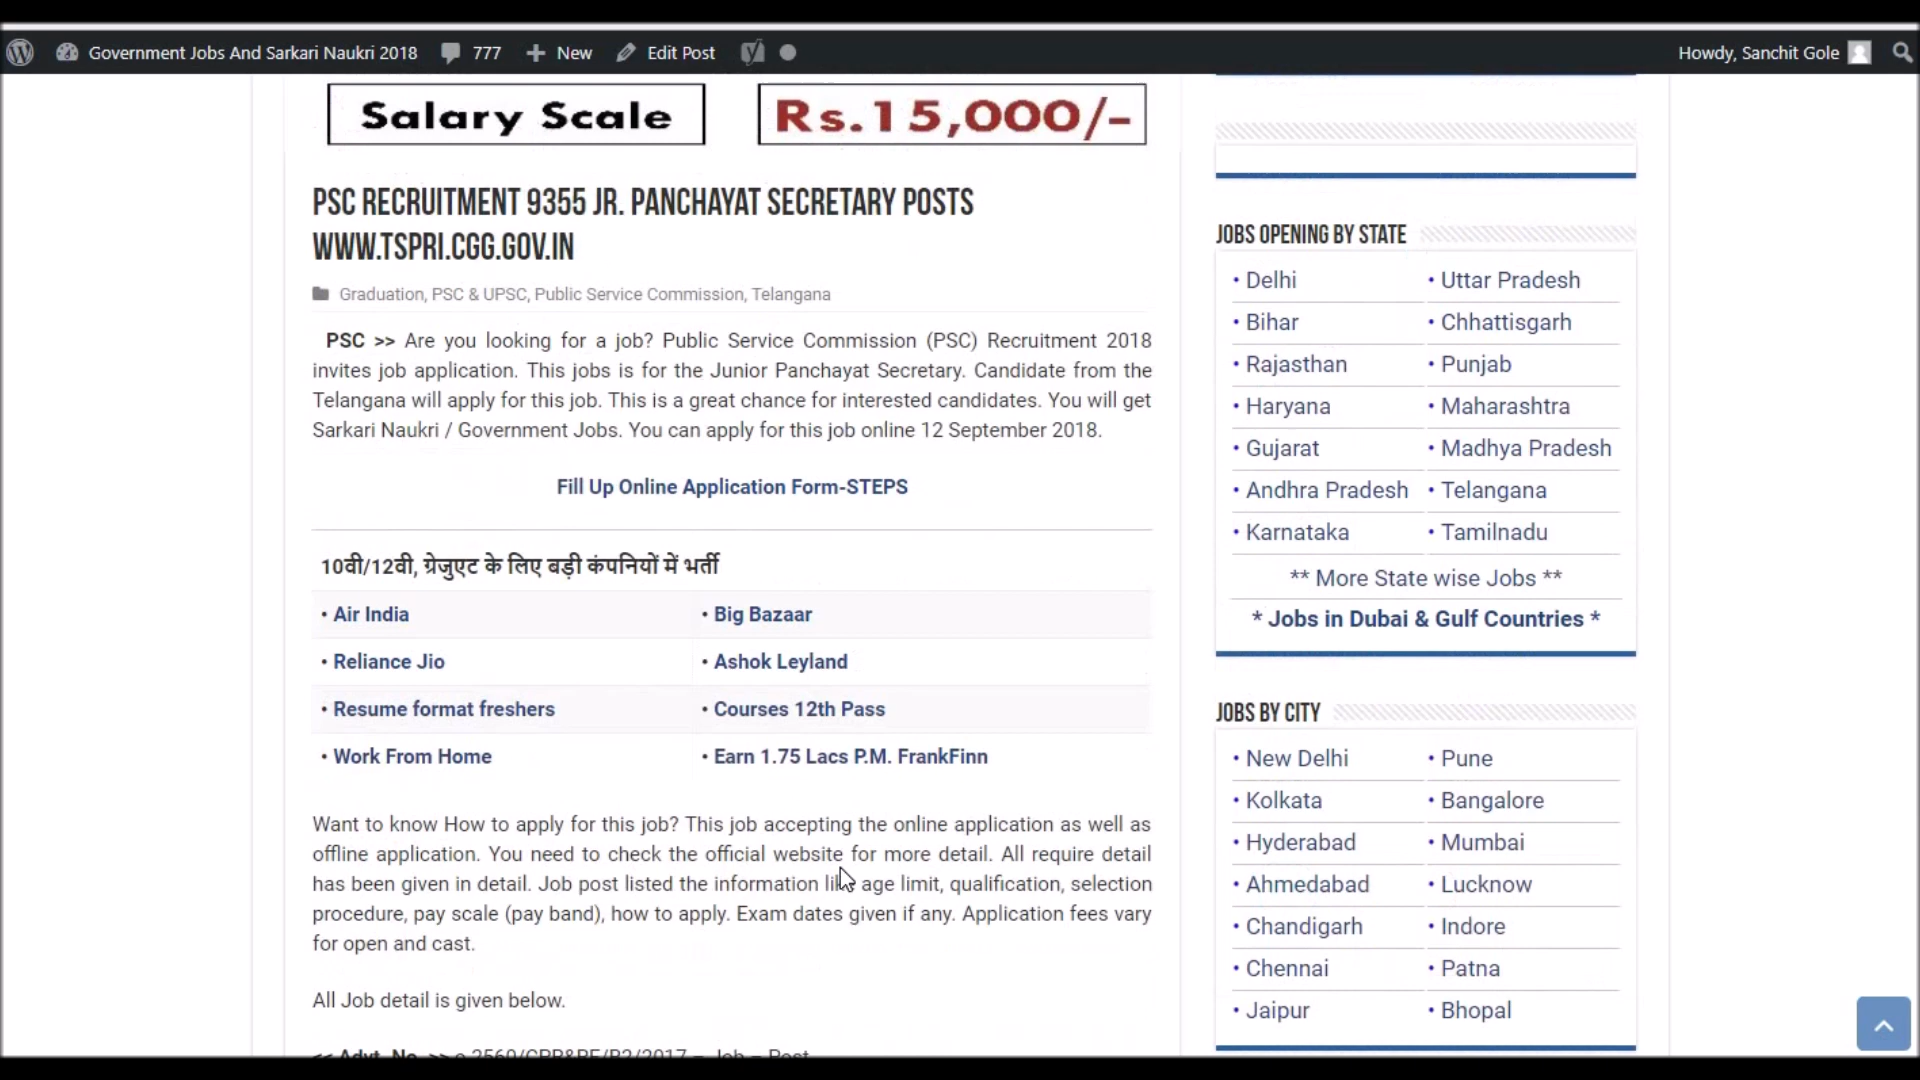 Government Jobs And Sarkari Naukri 2018 777 New Edit Post Howdy, Sanchit Gole
Salary Scale Rs.15,000/-
PSC RECRUITMENT 9355 JR. PANCHAYAT SECRETARY POSTS
WWW.TSPRI.CGG.GOV.IN
Graduation, PSC & UPSC, Public Service Commission, Telangana
PSC >> Are you looking for a job? Public Service Commission (PSC) Recruitment 2018
invites job application. This jobs is for the Junior Panchayat Secretary. Candidate from the
Telangana will apply for this job. This is a great chance for interested candidates. You will get
Sarkari Naukri / Government Jobs. You can apply for this job online 12 September 2018.
Fill Up Online Application Form-STEPS
10वी/12वी, ग्रेजुएट के लिए बड़ी कंपनियों में भर्ती
• Air India • Big Bazaar
• Reliance Jio • Ashok Leyland
• Resume format freshers • Courses 12th Pass
• Work From Home • Earn 1.75 Lacs P.M. FrankFinn
Want to know How to apply for this job? This job accepting the online application as well as
offline application. You need to check the official website for more detail. All require detail
has been given in detail. Job post listed the information like age limit, qualification, selection
procedure, pay scale (pay band), how to apply. Exam dates given if any. Application fees vary
for open and cast.
All Job detail is given below.
<< Advt. No. >> e-2560/CPR&RE/B2/2017 – Job – Post
JOBS OPENING BY STATE
• Delhi • Uttar Pradesh
• Bihar • Chhattisgarh
• Rajasthan • Punjab
• Haryana • Maharashtra
• Gujarat • Madhya Pradesh
• Andhra Pradesh • Telangana
• Karnataka • Tamilnadu
** More State wise Jobs **
* Jobs in Dubai & Gulf Countries *
JOBS BY CITY
• New Delhi • Pune
• Kolkata • Bangalore
• Hyderabad • Mumbai
• Ahmedabad • Lucknow
• Chandigarh • Indore
• Chennai • Patna
• Jaipur • Bhopal